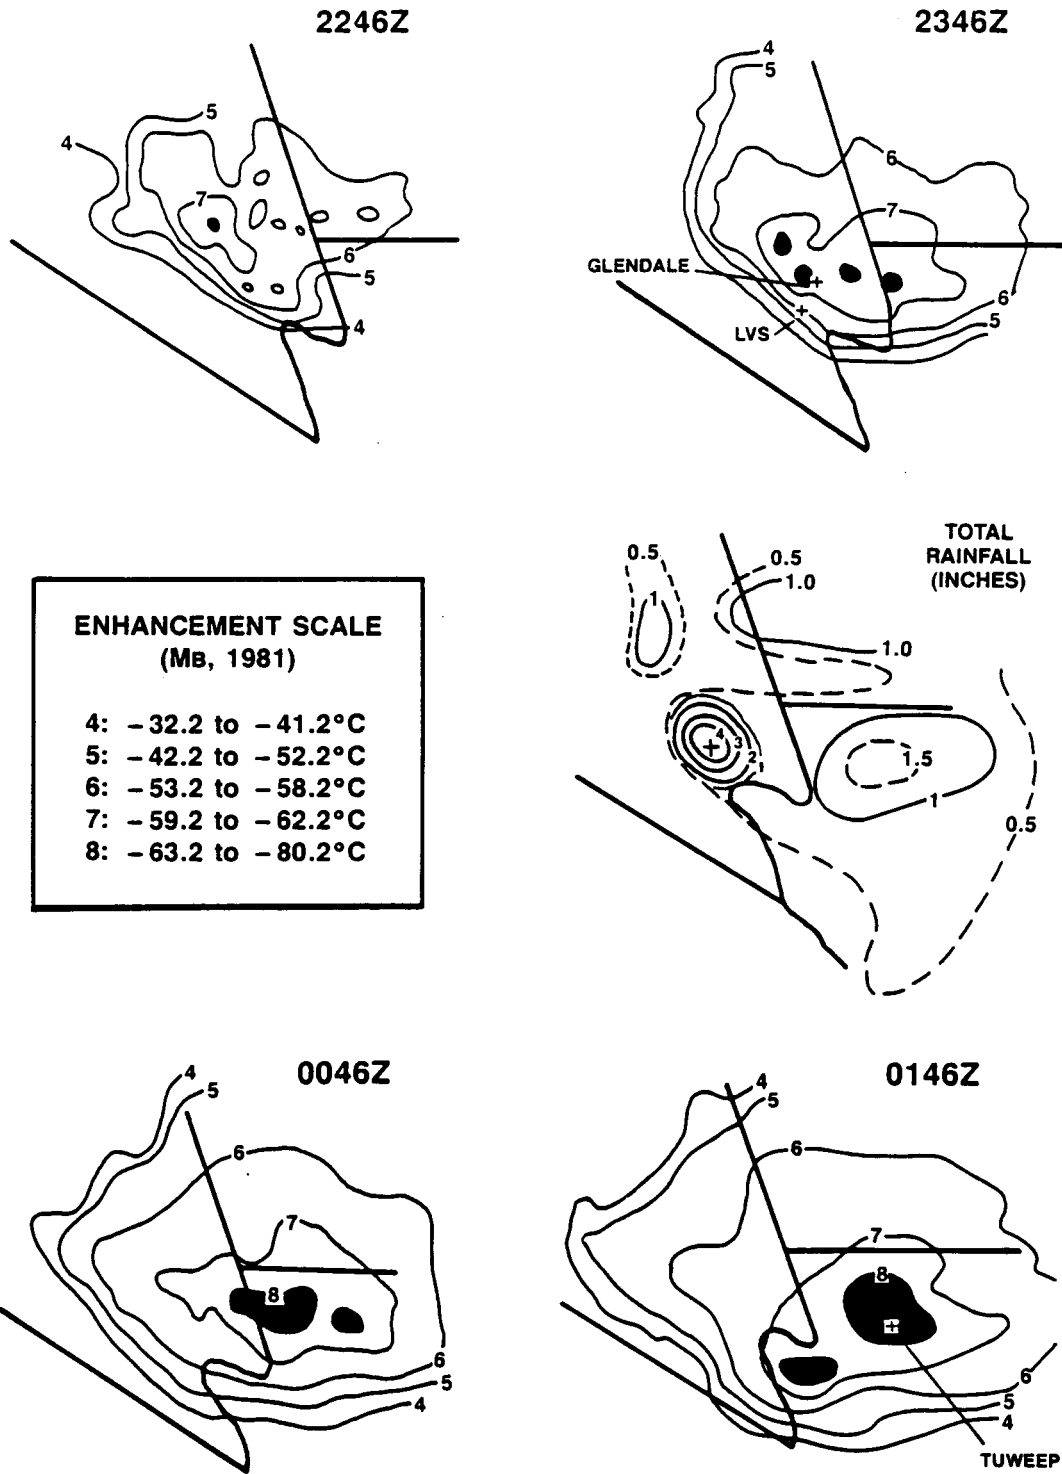 2246Z
4
5
7
6
5
4
2346Z
4
5
6
7
GLENDALE
LVS
6
5
ENHANCEMENT SCALE
(MB, 1981)
4: −32.2 to −41.2°C
5: −42.2 to −52.2°C
6: −53.2 to −58.2°C
7: −59.2 to −62.2°C
8: −63.2 to −80.2°C
TOTAL
RAINFALL
(INCHES)
0.5
1
0.5
1.0
1.0
4
3
2
1
1.5
1
0.5
0046Z
4
5
6
7
8
6
5
4
0146Z
4
5
6
7
8
6
5
4
TUWEEP